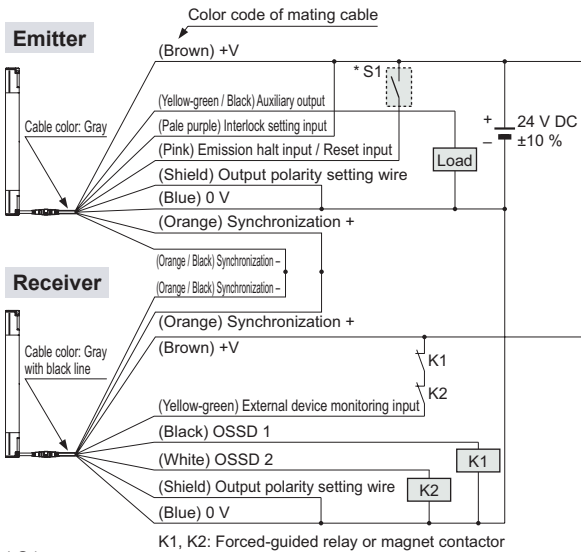 Color code of mating cable
Emitter
(Brown) +V
* S1
(Yellow-green / Black) Auxiliary output
Cable color: Gray
(Pale purple) Interlock setting input
+
−
24 V DC
±10 %
(Pink) Emission halt input / Reset input
Load
(Shield) Output polarity setting wire
(Blue) 0 V
(Orange) Synchronization +
(Orange / Black) Synchronization –
Receiver
(Orange / Black) Synchronization –
(Orange) Synchronization +
Cable color: Gray
with black line
(Brown) +V
K1
K2
(Yellow-green) External device monitoring input
(Black) OSSD 1
(White) OSSD 2
K1
(Shield) Output polarity setting wire
K2
(Blue) 0 V
K1, K2: Forced-guided relay or magnet contactor